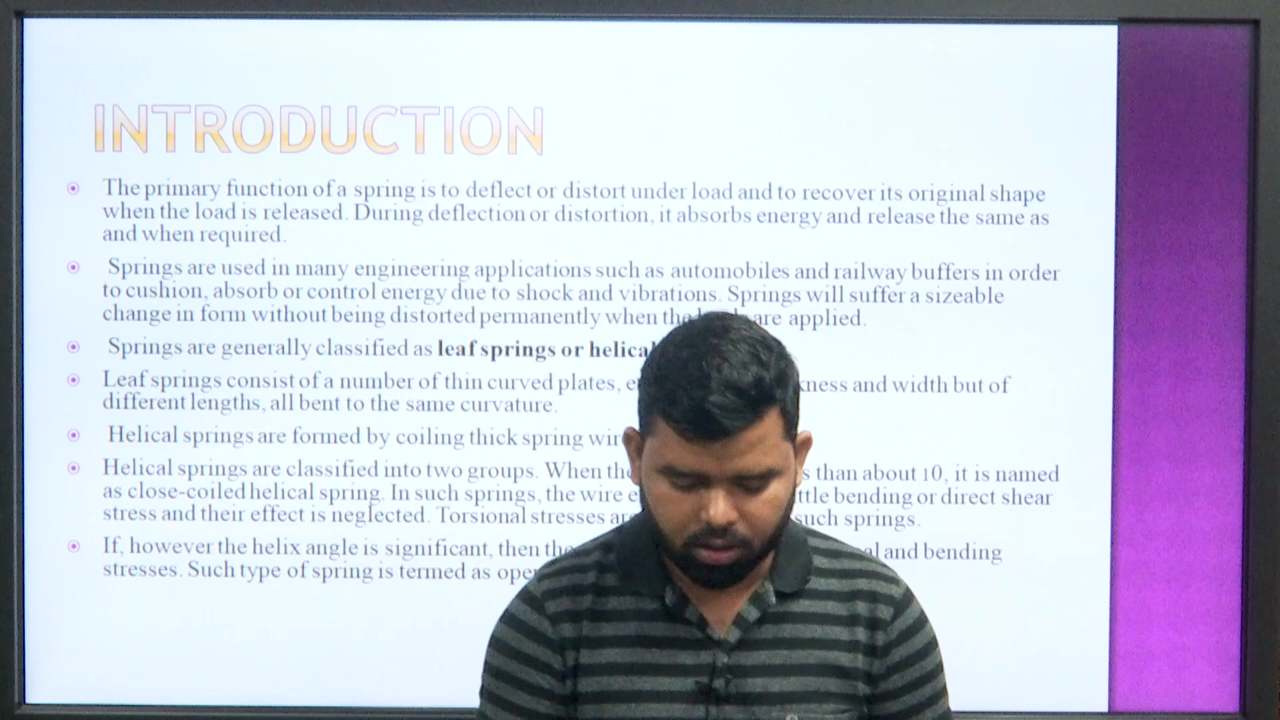 INTRODUCTION
The primary function of a spring is to deflect or distort under load and to recover its original shape
when the load is released. During deflection or distortion, it absorbs energy and release the same as
and when required.
Springs are used in many engineering applications such as automobiles and railway buffers in order
to cushion, absorb or control energy due to shock and vibrations. Springs will suffer a sizeable
change in form without being distorted permanently when the are applied.
Springs are generally classified as leaf springs or helical
Leaf springs consist of a number of thin curved plates, and width but of
different lengths, all bent to the same curvature.
Helical springs are formed by coiling thick spring
Helical springs are classified into two groups. When than about 10, it is named
as close-coiled helical spring. In such springs, the wire bending or direct shear
stress and their effect is neglected. Torsional stresses such springs.
If, however the helix angle is significant, then and bending
stresses. Such type of spring is termed as